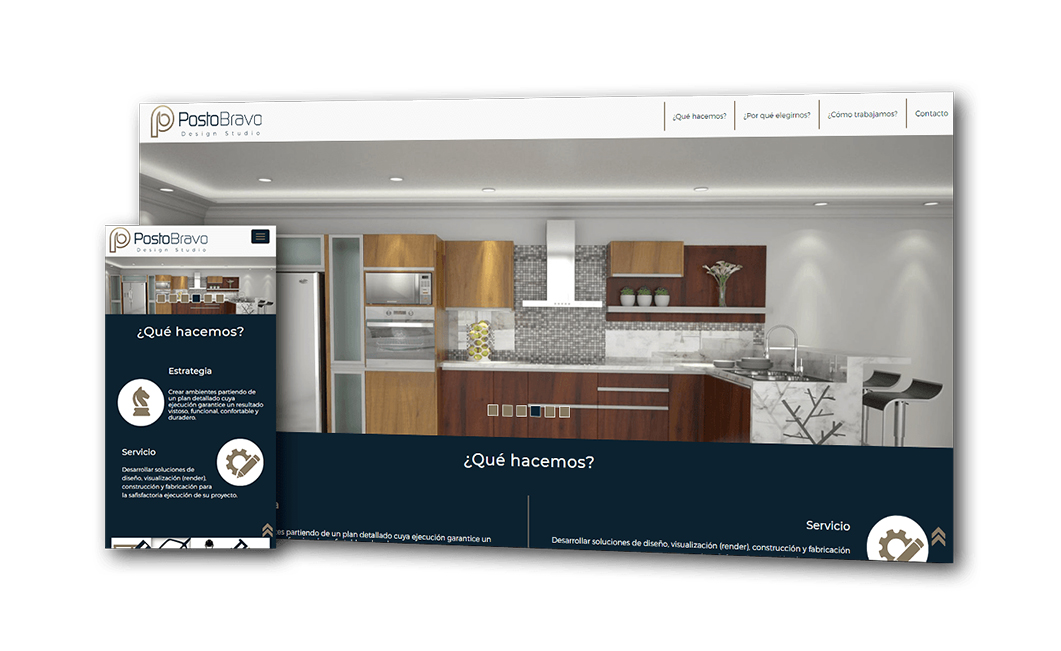 PostoBravo
Design Studio
¿Qué hacemos?
¿Por qué elegirnos?
¿Cómo trabajamos?
Contacto
¿Qué hacemos?
Servicio
partiendo de un plan detallado cuya ejecución garantice un
Desarrollar soluciones de diseño, visualización (render), construcción y fabricación
PostoBravo
Design Studio
¿Qué hacemos?
Estrategia
Crear ambientes partiendo de
un plan detallado cuya
ejecución garantice un resultado
vistoso, funcional, confortable y
duradero.
Servicio
Desarrollar soluciones de
diseño, visualización (render),
construcción y fabricación para
la satisfactoria ejecución de su proyecto.